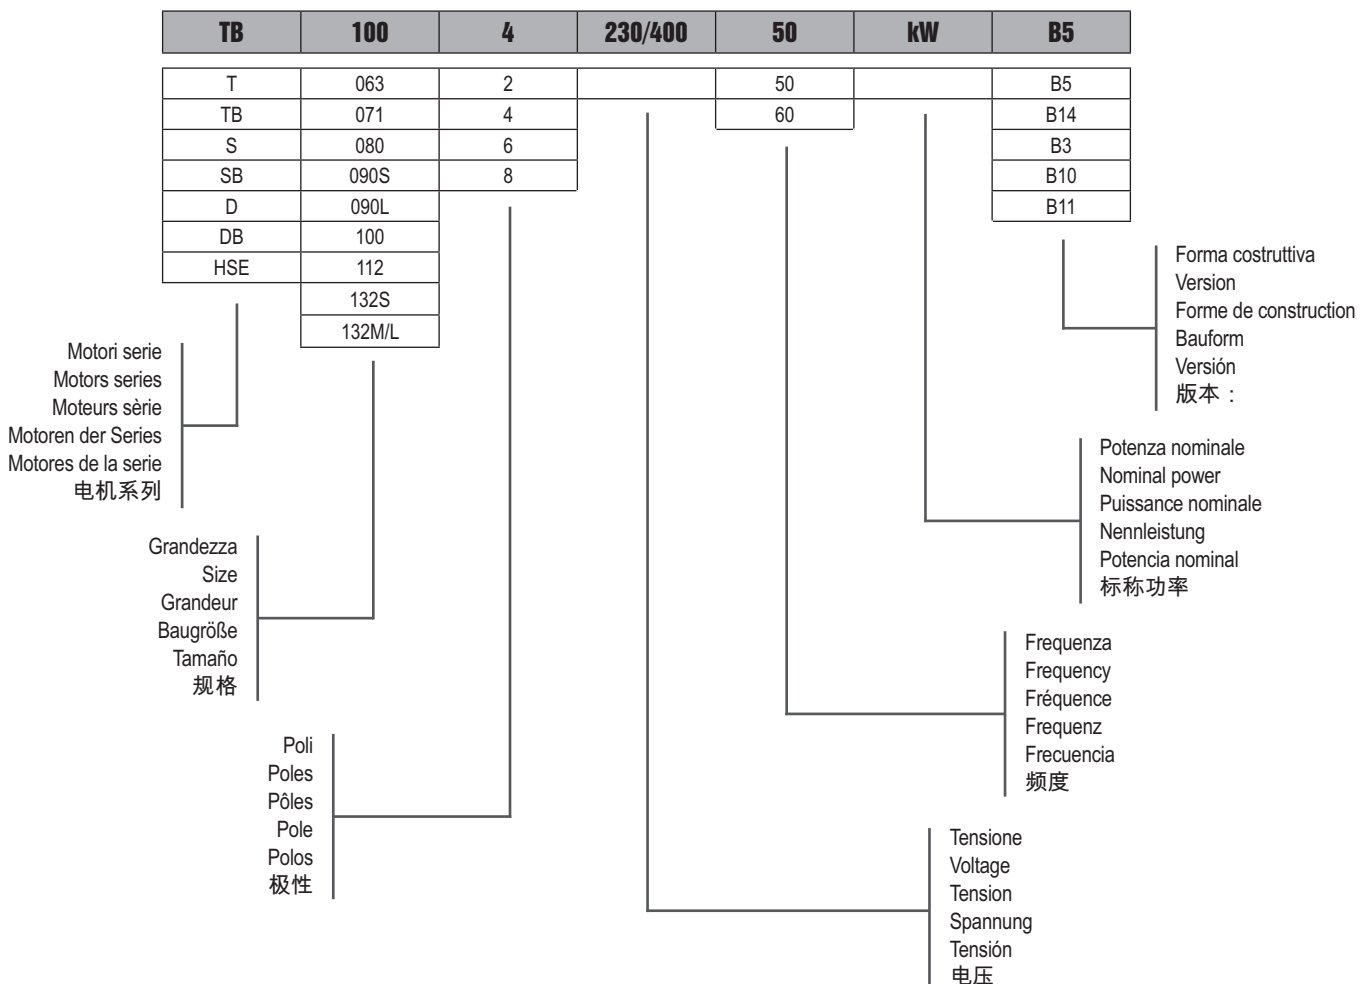 TB 100 4 230/400 50 kW B5
T 063 2 50 B5
TB 071 4 60 B14
S 080 6 B3
SB 090S 8 B10
D 090L B11
DB 100
HSE 112
132S
132M/L
Forma costruttiva
Version
Forme de construction
Bauform
Versión
版本：
Motori serie
Motors series
Moteurs sèrie
Motoren der Series
Motores de la serie
电机系列
Potenza nominale
Nominal power
Puissance nominale
Nennleistung
Potencia nominal
标称功率
Grandezza
Size
Grandeur
Baugröße
Tamaño
规格
Frequenza
Frequency
Fréquence
Frequenz
Frecuencia
频度
Poli
Poles
Pôles
Pole
Polos
极性
Tensione
Voltage
Tension
Spannung
Tensión
电压